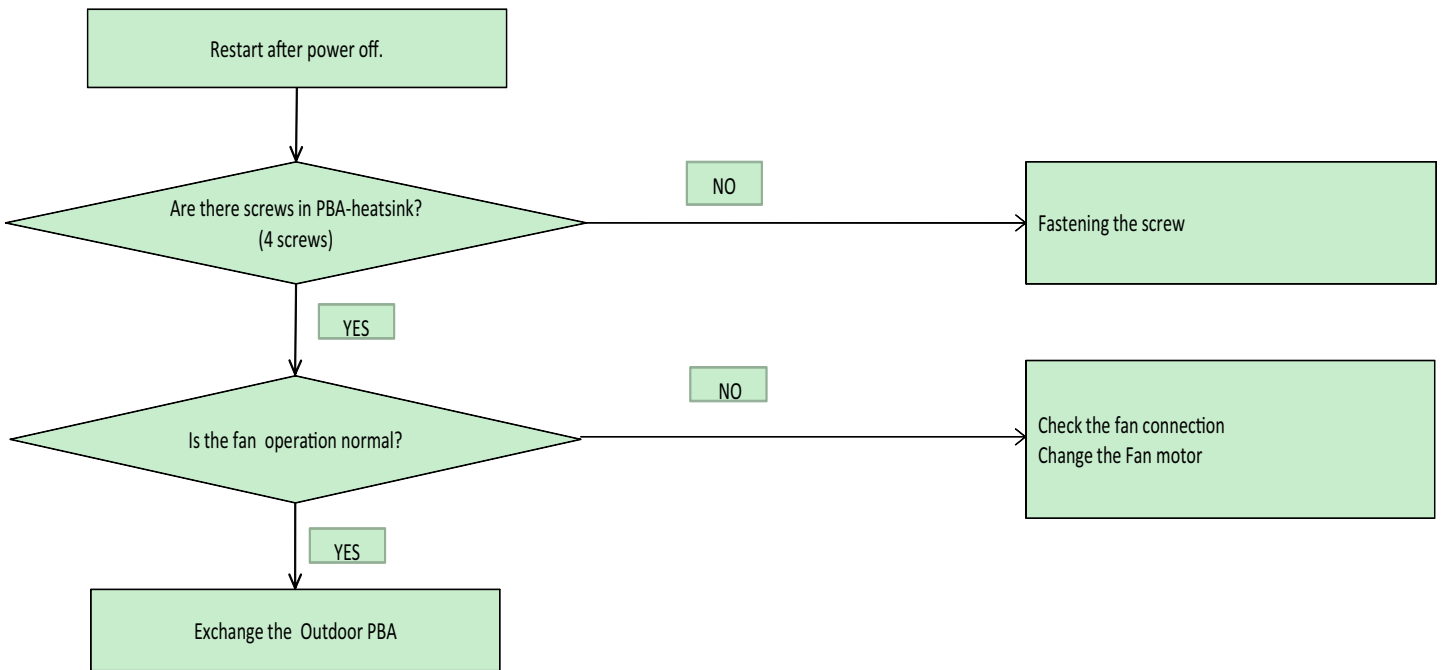 Restart after power off.
Are there screws in PBA-heatsink?
(4 screws)
NO
Fastening the screw
YES
Is the fan operation normal?
NO
Check the fan connection
Change the Fan motor
YES
Exchange the Outdoor PBA